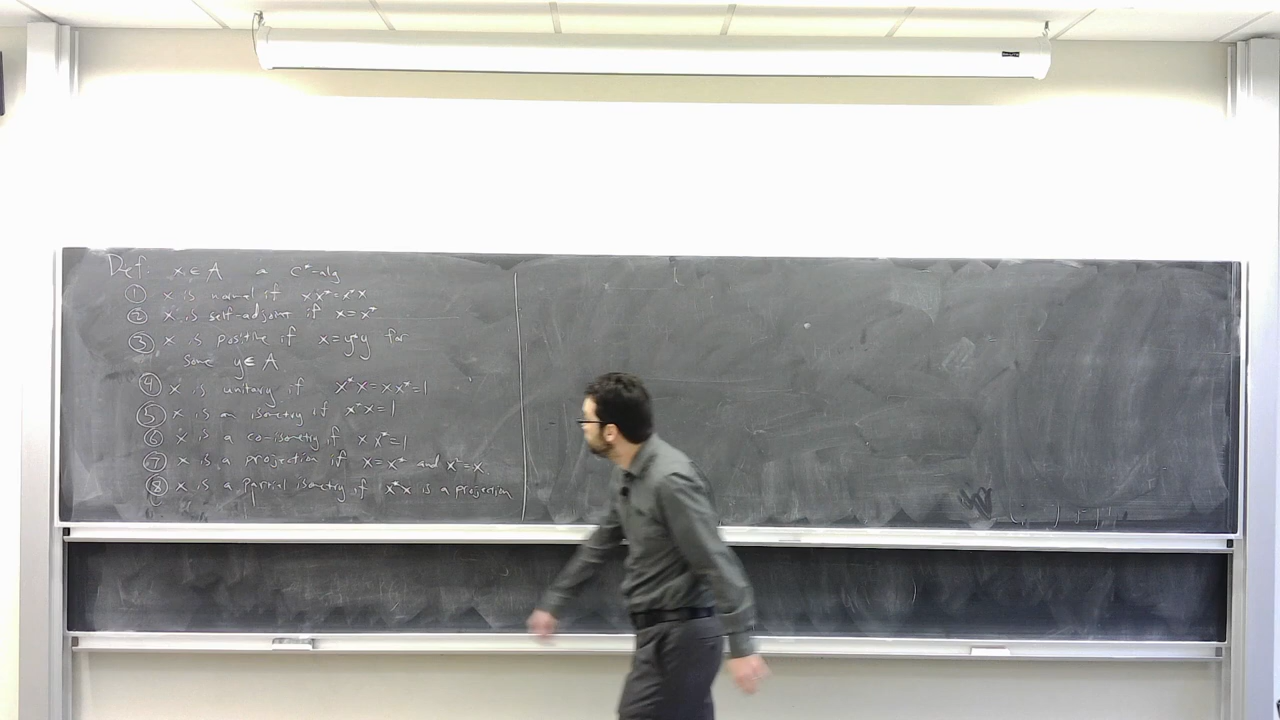 Def: x ∈ A a C*-alg
① x is normal if xx* = x*x
② x is self-adjoint if x = x*
③ x is positive if x = y*y for
some y ∈ A
④ x is unitary if x*x = xx* = 1
⑤ x is an isometry if x*x = 1
⑥ x is a co-isometry if xx* = 1
⑦ x is a projection if x = x* and x² = x.
⑧ x is a partial isometry if x*x is a projection